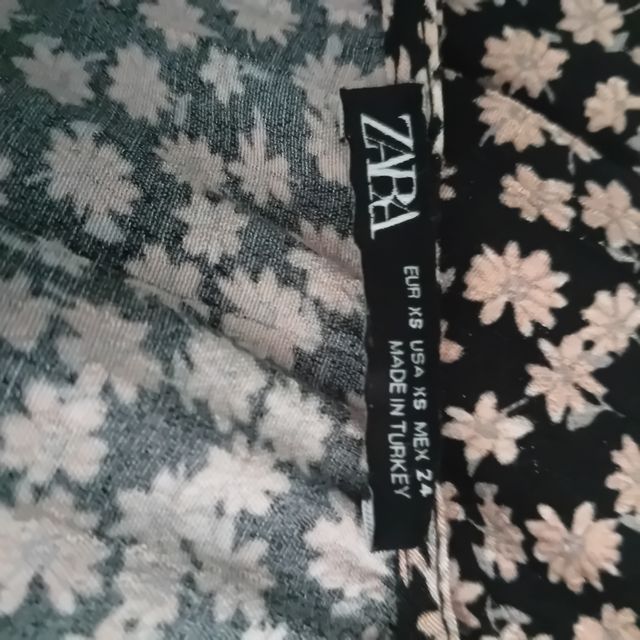 ZARA
EUR XS USA XS MEX 24
MADE IN TURKEY